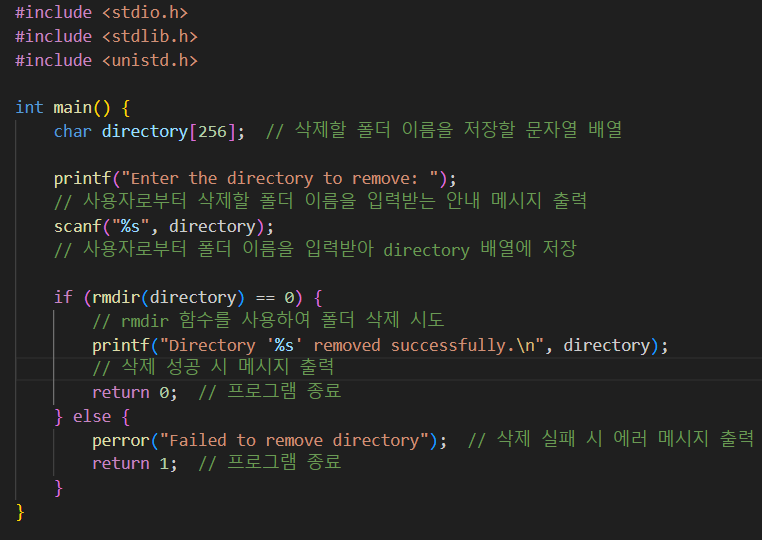 #include <stdio.h>
#include <stdlib.h>
#include <unistd.h>
int main() {
char directory[256];  // 삭제할 폴더 이름을 저장할 문자열 배열
printf("Enter the directory to remove: ");
// 사용자로부터 삭제할 폴더 이름을 입력받는 안내 메시지 출력
scanf("%s", directory);
// 사용자로부터 폴더 이름을 입력받아 directory 배열에 저장
if (rmdir(directory) == 0) {
// rmdir 함수를 사용하여 폴더 삭제 시도
printf("Directory '%s' removed successfully.\n", directory);
// 삭제 성공 시 메시지 출력
return 0;  // 프로그램 종료
} else {
perror("Failed to remove directory");  // 삭제 실패 시 에러 메시지 출력
return 1;  // 프로그램 종료
}
}